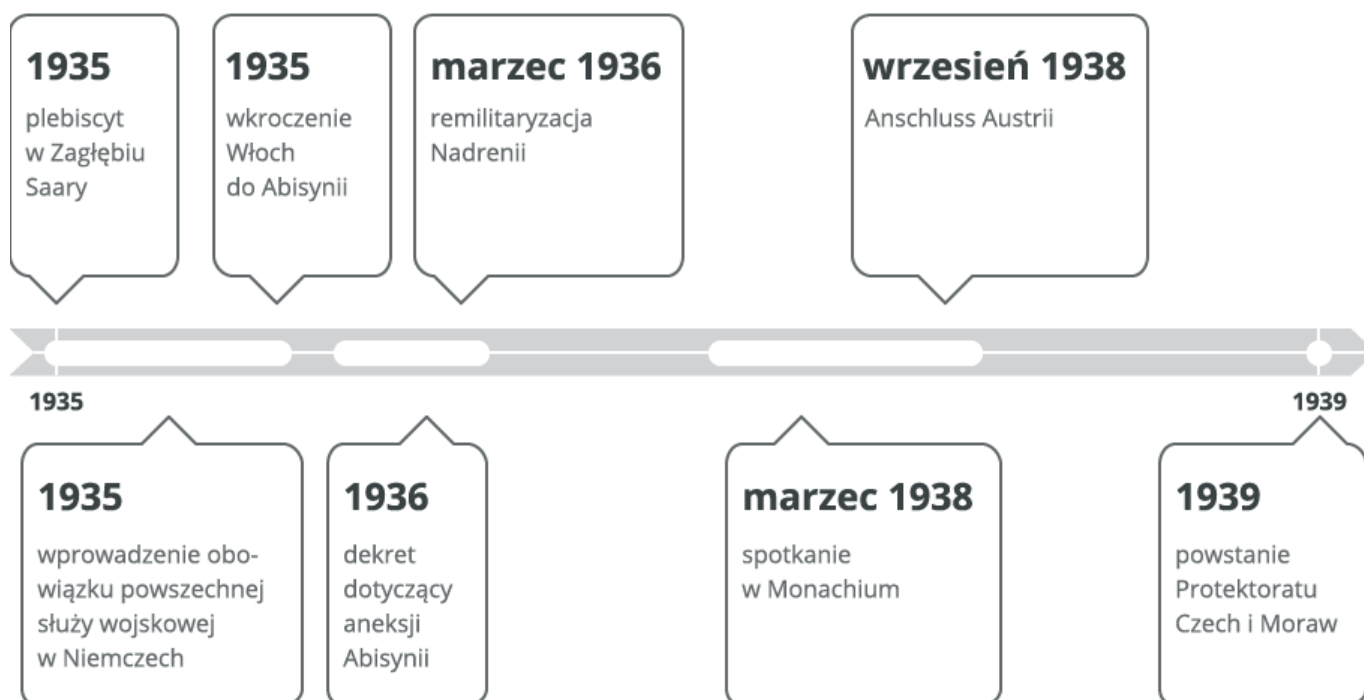 1935
plebiscyt
w Zagłębiu
Saary
1935
wkroczenie
Włoch
do Abisynii
marzec 1936
remilitaryzacja
Nadrenii
wrzesień 1938
Anschluss Austrii
1935
1939
1935
wprowadzenie obo-
wiązku powszechnej
służy wojskowej
w Niemczech
1936
dekret
dotyczący
aneksji
Abisynii
marzec 1938
spotkanie
w Monachium
1939
powstanie
Protektoratu
Czech i Moraw